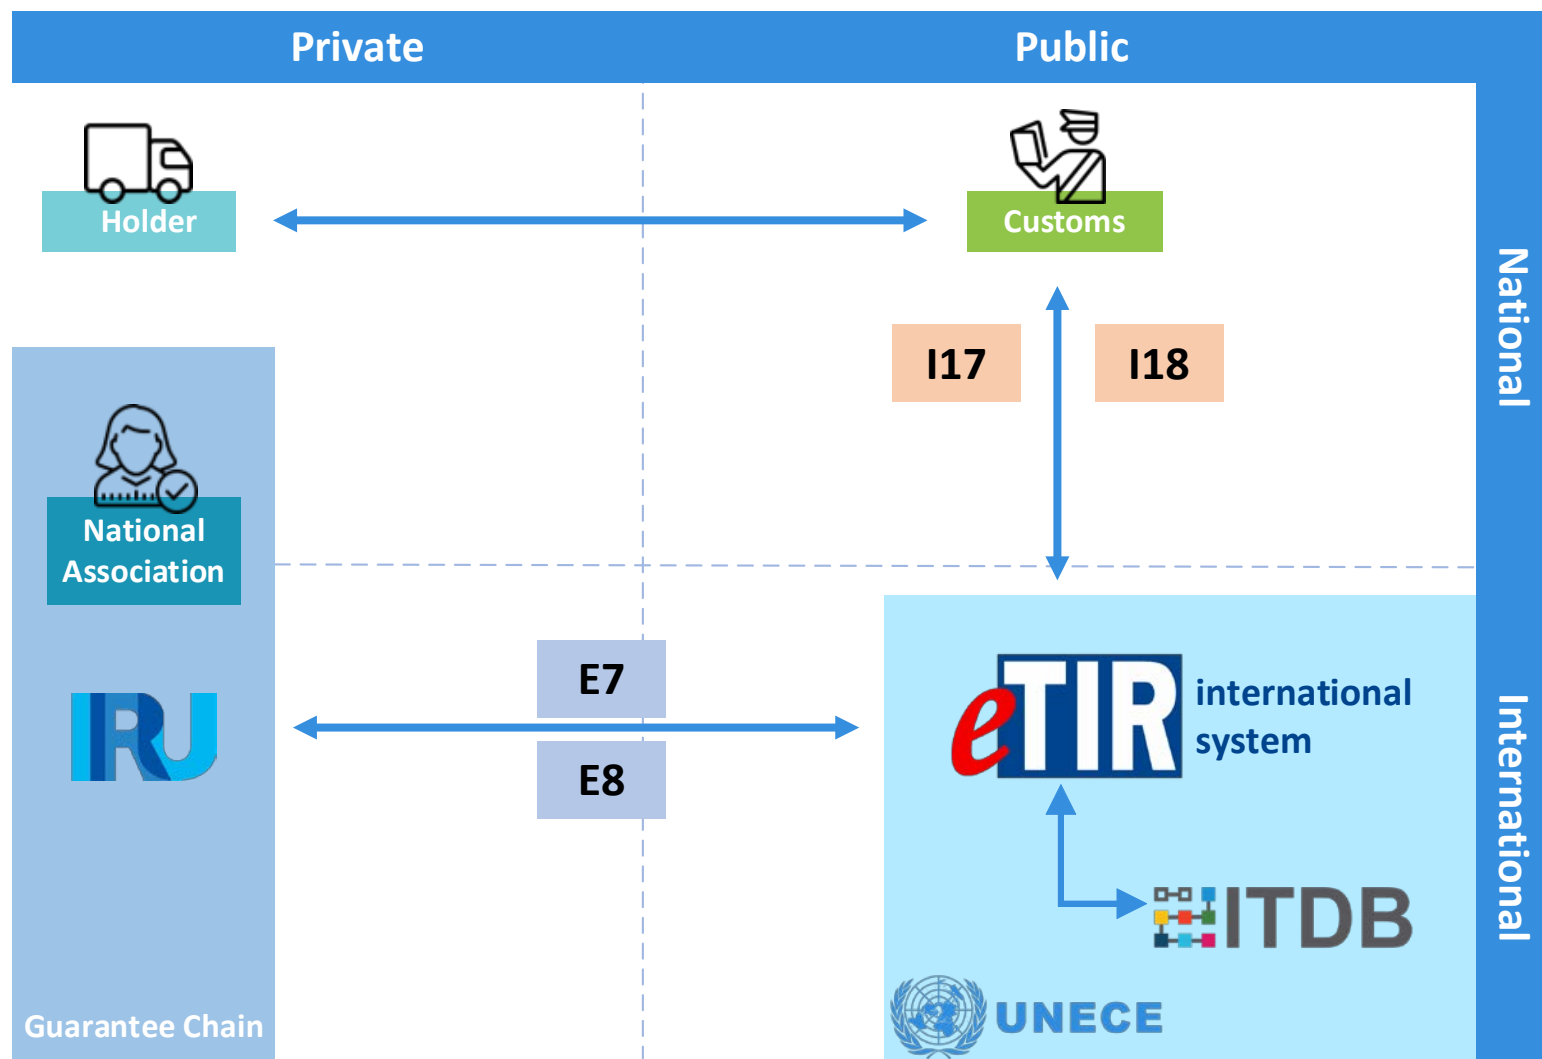 Private
Public
Holder
Customs
National
I17
I18
National
Association
E7
E8
IRU
eTIR
international
system
International
ITDB
Guarantee Chain
UNECE